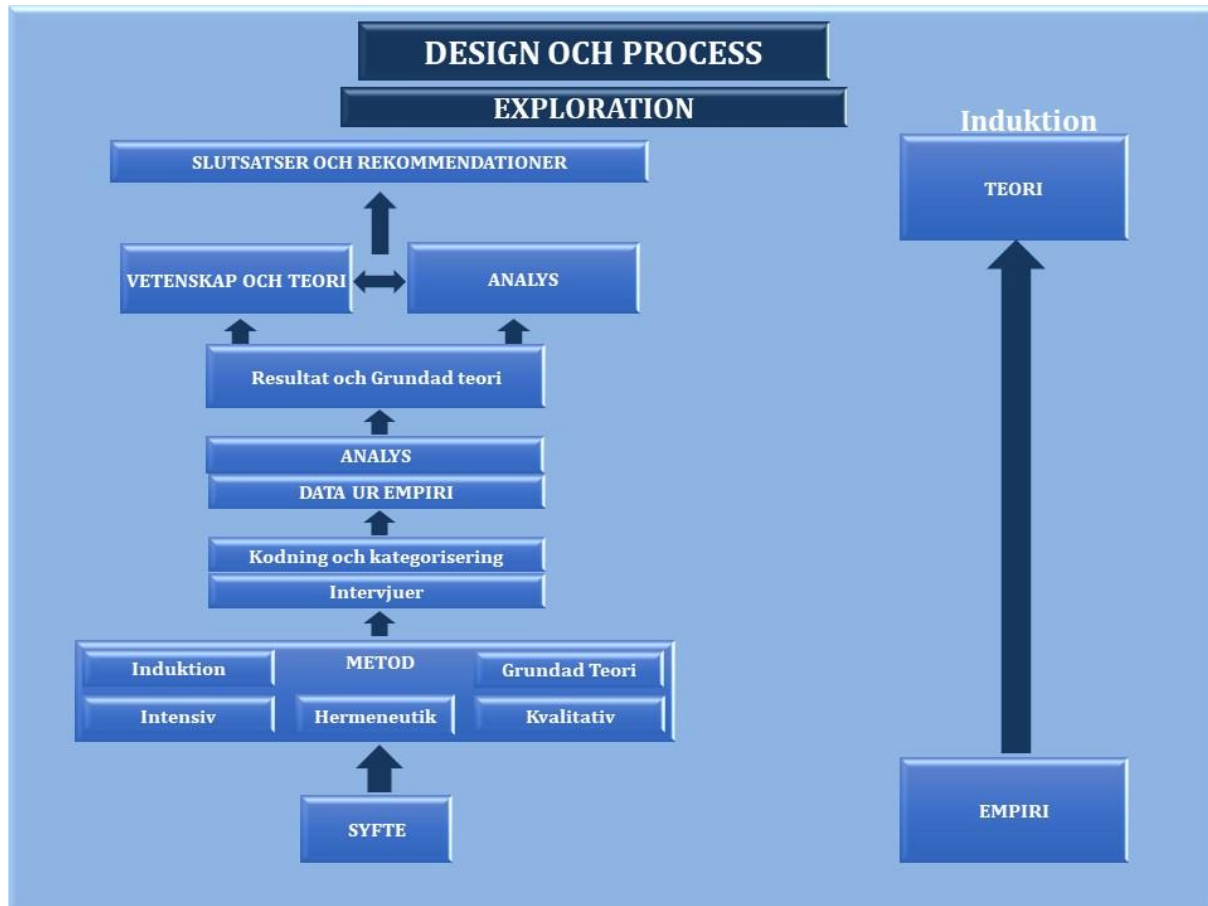 DESIGN OCH PROCESS
EXPLORATION
SLUTSATSER OCH REKOMMENDATIONER
VETENSKAP OCH TEORI
ANALYS
Resultat och Grundad teori
ANALYS
DATA UR EMPIRI
Kodning och kategorisering
Intervjuer
METOD
Induktion
Grundad Teori
Intensiv
Hermeneutik
Kvalitativ
SYFTE
Induktion
TEORI
EMPIRI